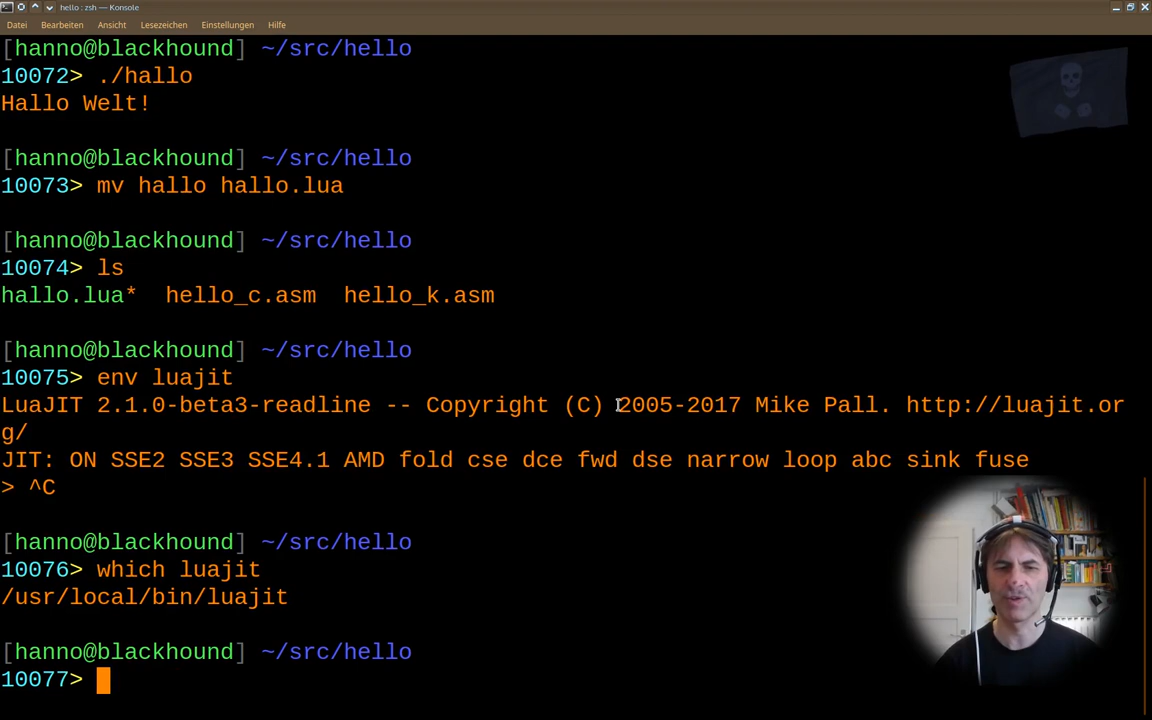 hello : zsh — Konsole
Datei Bearbeiten Ansicht Lesezeichen Einstellungen Hilfe
[hanno@blackhound] ~/src/hello
10072> ./hallo
Hallo Welt!
[hanno@blackhound] ~/src/hello
10073> mv hallo hallo.lua
[hanno@blackhound] ~/src/hello
10074> ls
hallo.lua* hello_c.asm hello_k.asm
[hanno@blackhound] ~/src/hello
10075> env luajit
LuaJIT 2.1.0-beta3-readline -- Copyright (C) 2005-2017 Mike Pall. http://luajit.or
g/
JIT: ON SSE2 SSE3 SSE4.1 AMD fold cse dce fwd dse narrow loop abc sink fuse
> ^C
[hanno@blackhound] ~/src/hello
10076> which luajit
/usr/local/bin/luajit
[hanno@blackhound] ~/src/hello
10077>